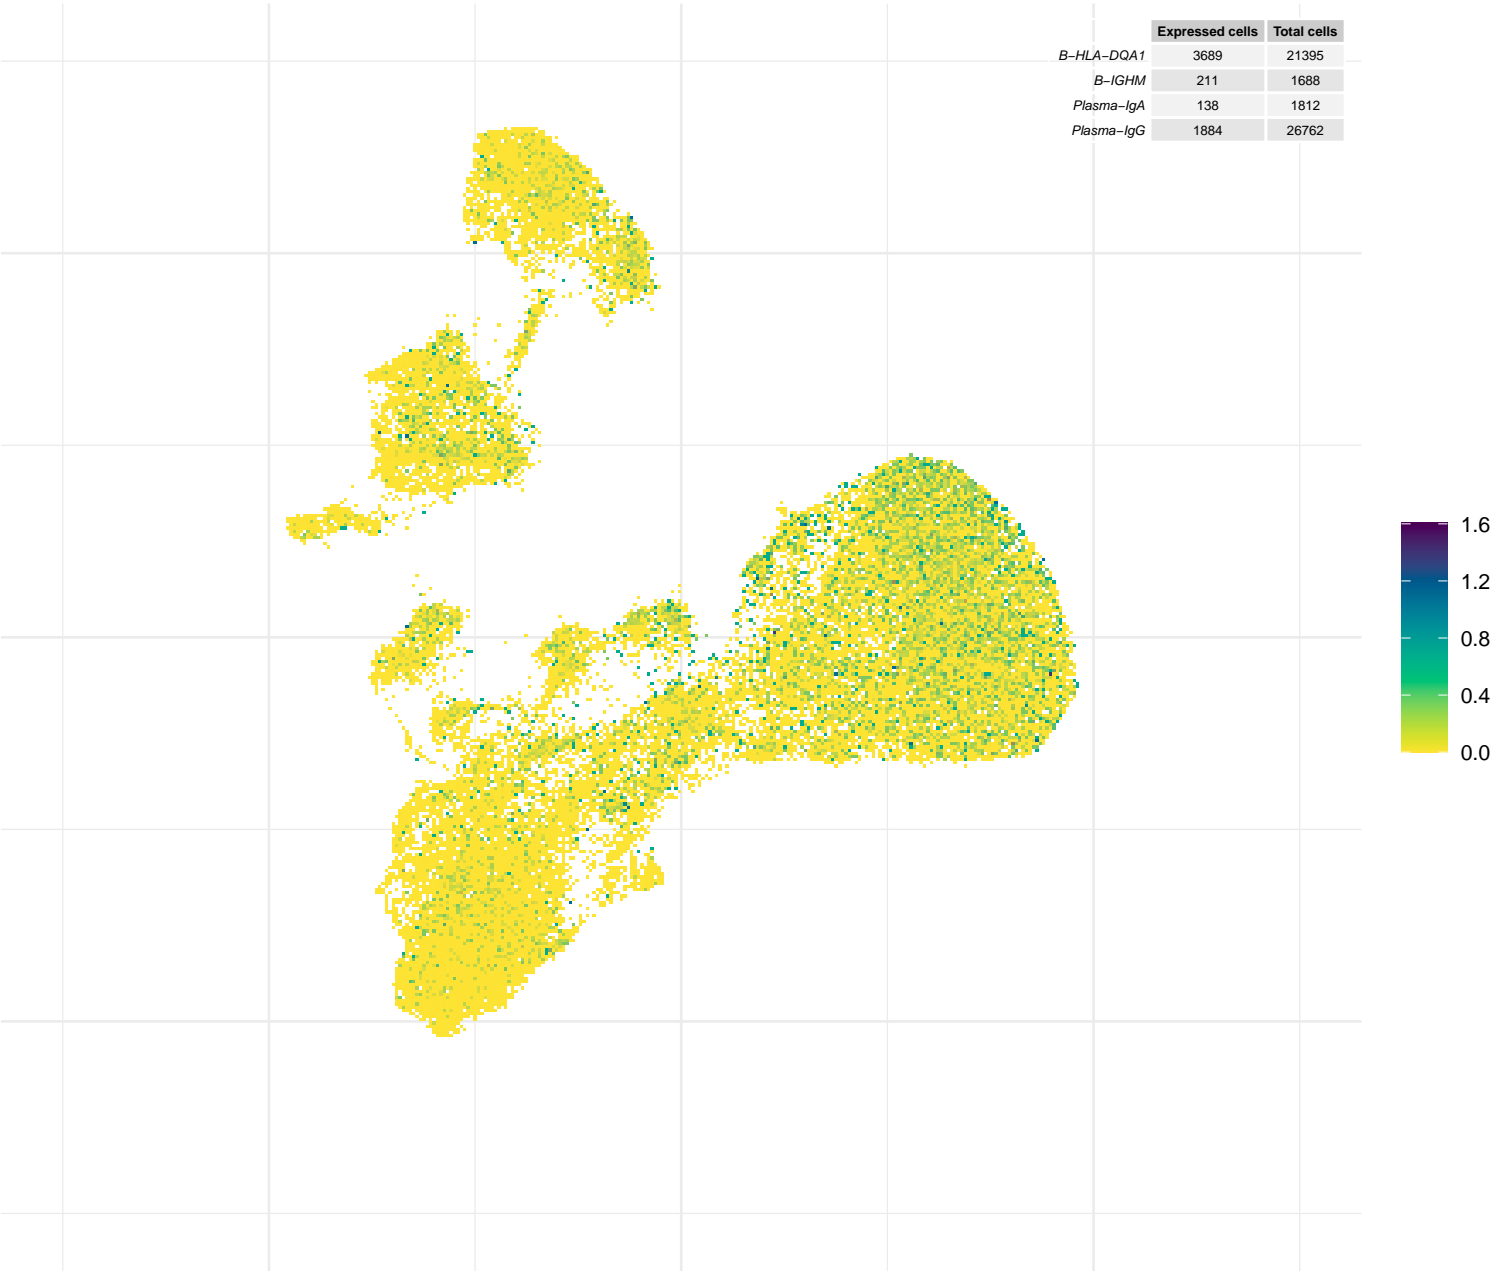 Expressed cells Total cells
B−HLA−DQA1 3689 21395
B−IGHM 211 1688
Plasma−IgA 138 1812
Plasma−IgG 1884 26762
1.6
1.2
0.8
0.4
0.0